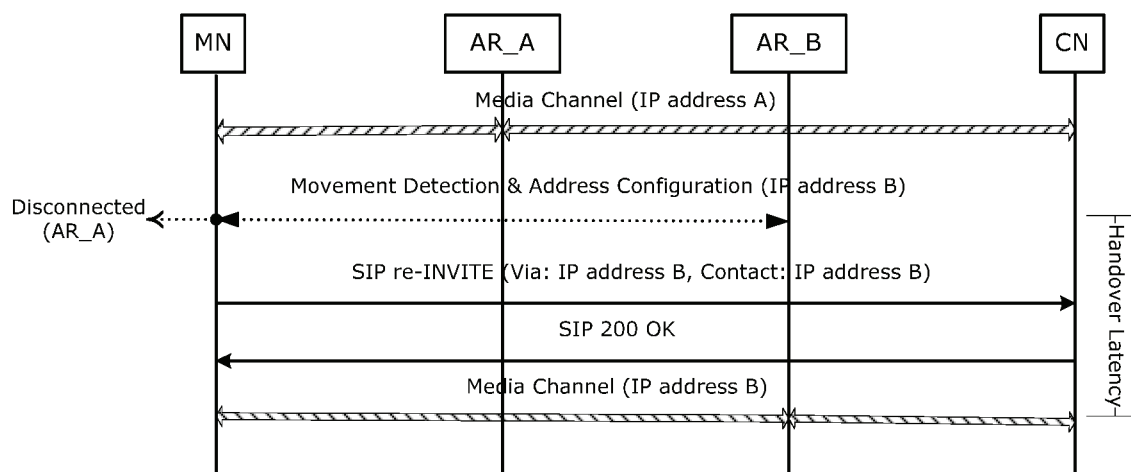 MN
AR_A
AR_B
CN
Media Channel (IP address A)
Movement Detection & Address Configuration (IP address B)
Disconnected
(AR_A)
SIP re-INVITE (Via: IP address B, Contact: IP address B)
SIP 200 OK
Media Channel (IP address B)
Handover Latency